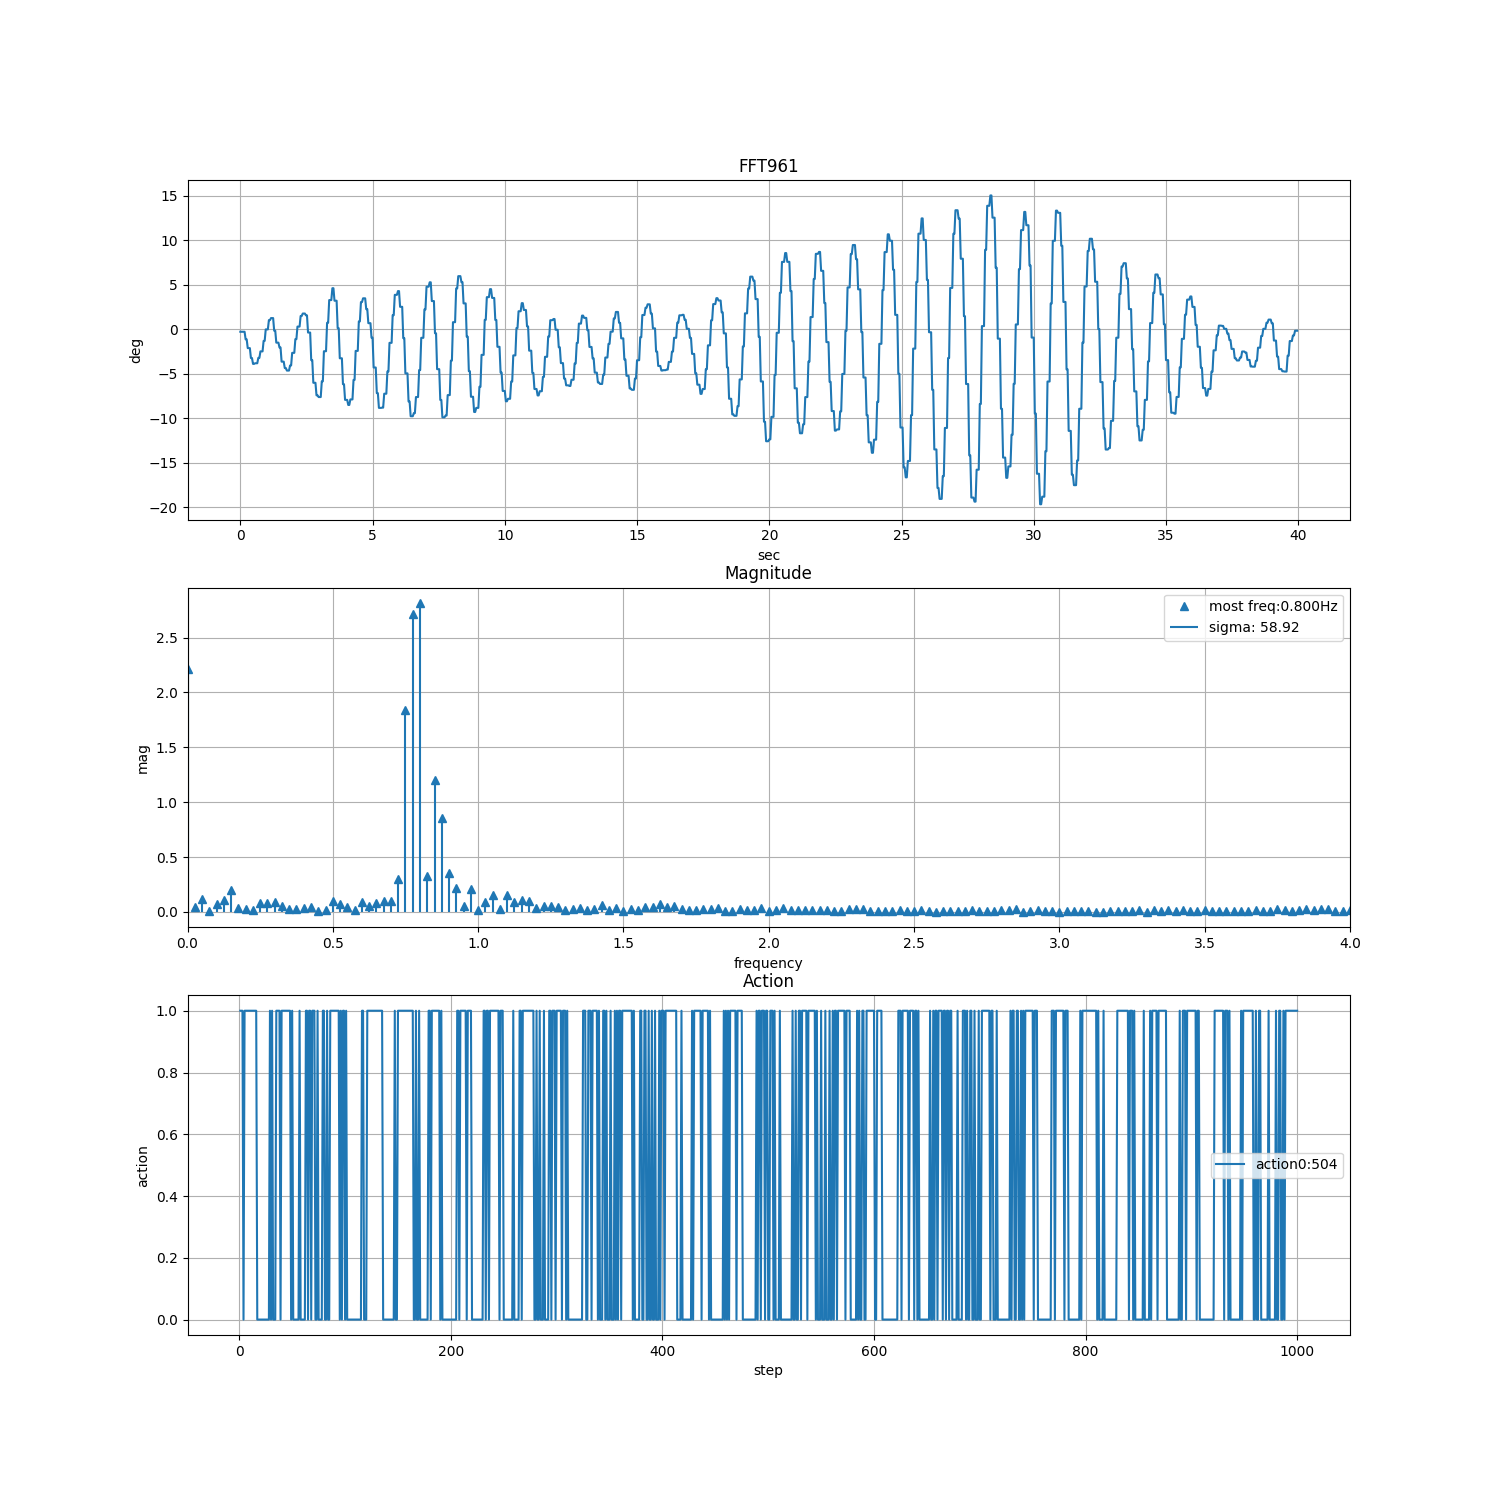 FFT961
deg
15
10
5
0
−5
−10
−15
−20
0 5 10 15 20 25 30 35 40
sec
Magnitude
most freq:0.800Hz
sigma: 58.92
mag
2.5
2.0
1.5
1.0
0.5
0.0
0.0 0.5 1.0 1.5 2.0 2.5 3.0 3.5 4.0
frequency
Action
action
1.0
0.8
0.6
0.4
0.2
0.0
action0:504
0 200 400 600 800 1000
step